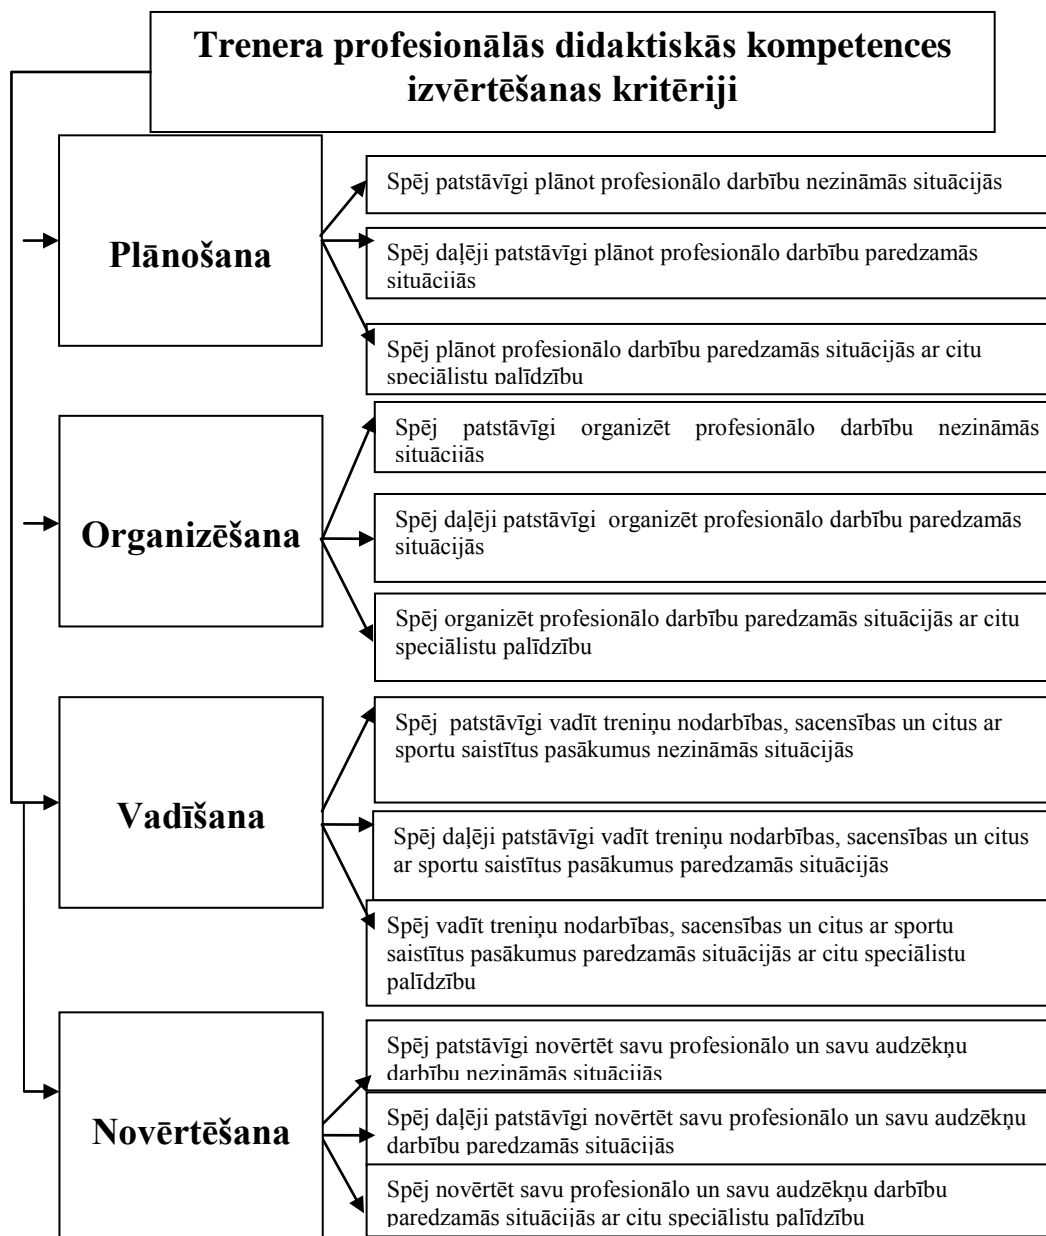 Trenera profesionālās didaktiskās kompetences
izvērtēšanas kritēriji
Plānošana
Spēj patstāvīgi plānot profesionālo darbību nezināmās situācijās
Spēj daļēji patstāvīgi plānot profesionālo darbību paredzamās
situācijās
Spēj plānot profesionālo darbību paredzamās situācijās ar citu
speciālistu palīdzību
Organizēšana
Spēj patstāvīgi organizēt profesionālo darbību nezināmās
situācijās
Spēj daļēji patstāvīgi organizēt profesionālo darbību paredzamās
situācijās
Spēj organizēt profesionālo darbību paredzamās situācijās ar citu
speciālistu palīdzību
Vadīšana
Spēj patstāvīgi vadīt treniņu nodarbības, sacensības un citus ar
sportu saistītus pasākumus nezināmās situācijās
Spēj daļēji patstāvīgi vadīt treniņu nodarbības, sacensības un citus
ar sportu saistītus pasākumus paredzamās situācijās
Spēj vadīt treniņu nodarbības, sacensības un citus ar sportu
saistītus pasākumus paredzamās situācijās ar citu speciālistu
palīdzību
Novērtēšana
Spēj patstāvīgi novērtēt savu profesionālo un savu audzēkņu
darbību nezināmās situācijās
Spēj daļēji patstāvīgi novērtēt savu profesionālo un savu audzēkņu
darbību paredzamās situācijās
Spēj novērtēt savu profesionālo un savu audzēkņu darbību
paredzamās situācijās ar citu speciālistu palīdzību